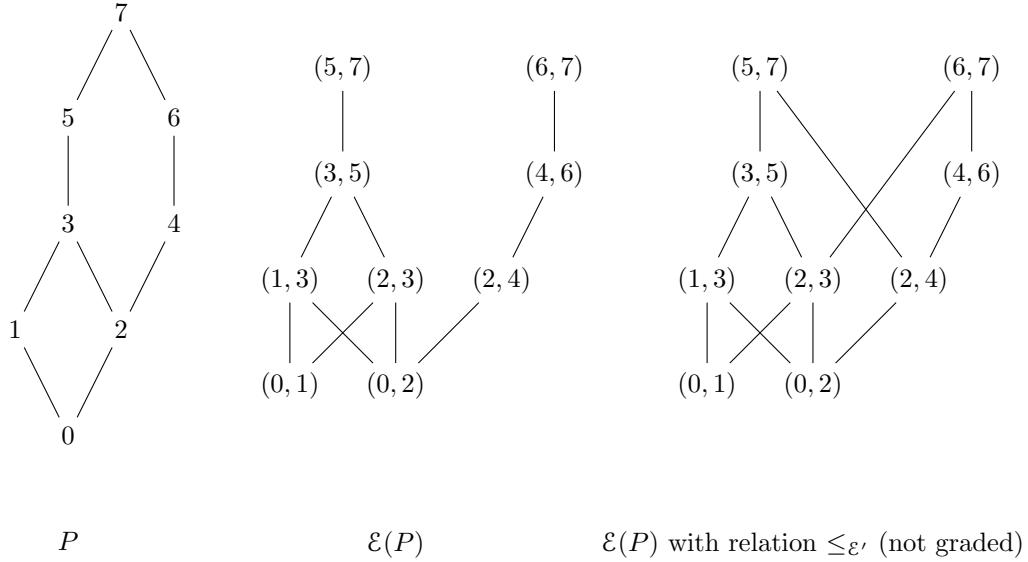 7
(5, 7) (6, 7) (5, 7) (6, 7)
5 6
(3, 5) (4, 6) (3, 5) (4, 6)
3 4
(1, 3) (2, 3) (2, 4) (1, 3) (2, 3) (2, 4)
1 2
(0, 1) (0, 2) (0, 1) (0, 2)
0
P ℰ(P) ℰ(P) with relation ≤ℰ′ (not graded)